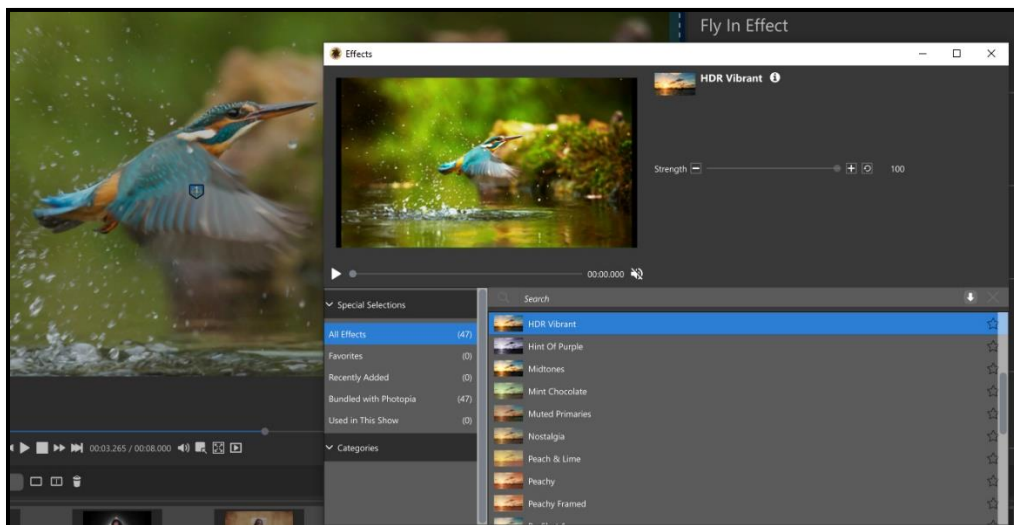 Fly In Effect
Effects
HDR Vibrant
Strength 100
00:00.000
Special Selections
All Effects (47)
Favorites (0)
Recently Added (0)
Bundled with Photopia (47)
Used in This Show (0)
Categories
Search
HDR Vibrant
Hint Of Purple
Midtones
Mint Chocolate
Muted Primaries
Nostalgia
Peach & Lime
Peachy
Peachy Framed
00:03.265 / 00:08.000